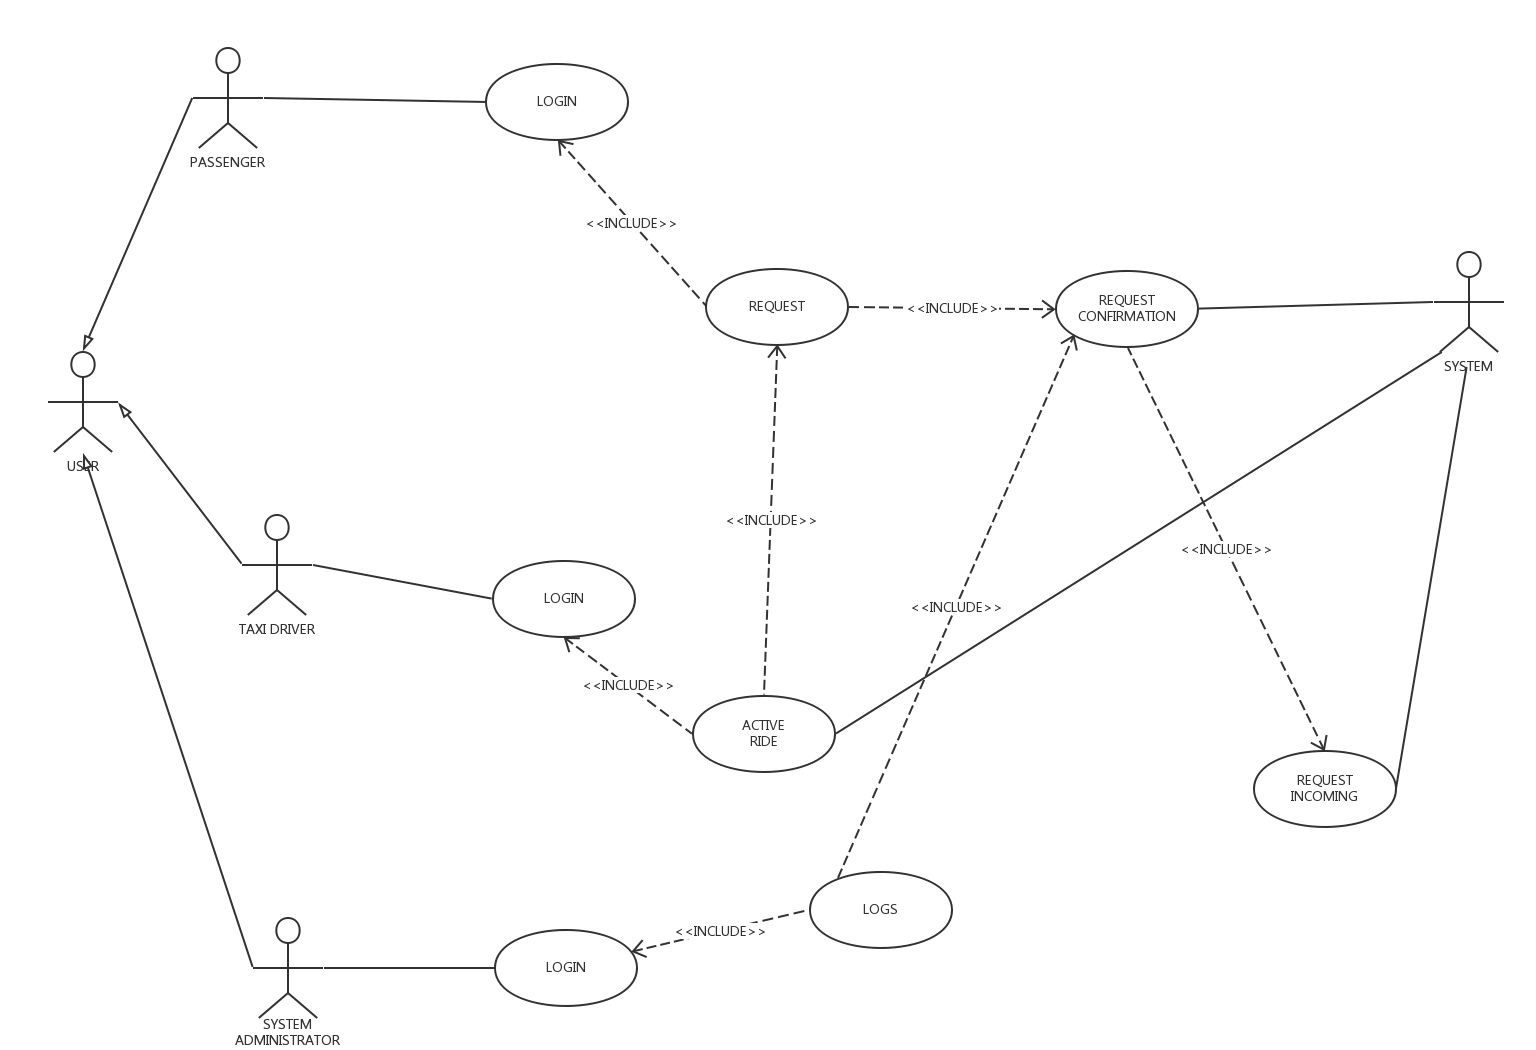 LOGIN
PASSENGER
<<INCLUDE>>
REQUEST
<<INCLUDE>>
REQUEST
CONFIRMATION
SYSTEM
USER
<<INCLUDE>>
<<INCLUDE>>
LOGIN
<<INCLUDE>>
TAXI DRIVER
<<INCLUDE>>
ACTIVE
RIDE
REQUEST
INCOMING
LOGS
<<INCLUDE>>
LOGIN
SYSTEM
ADMINISTRATOR